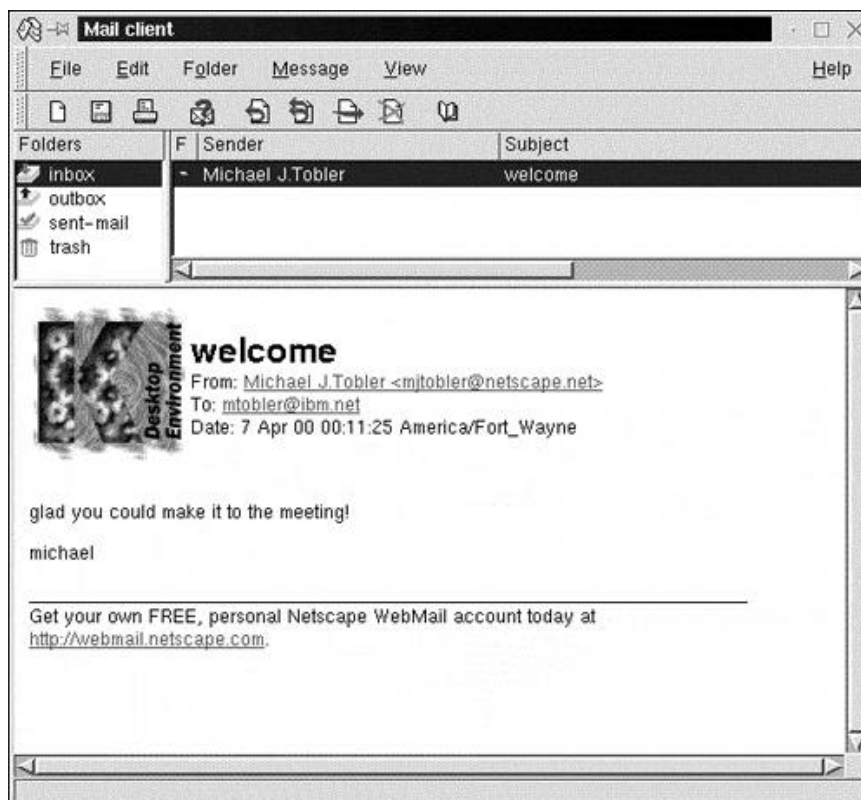 Mail client
File Edit Folder Message View Help
Folders F Sender Subject
inbox - Michael J.Tobler welcome
outbox
sent-mail
trash
Desktop
Environment
welcome
From: Michael J.Tobler <mjtobler@netscape.net>
To: mtobler@ibm.net
Date: 7 Apr 00 00:11:25 America/Fort_Wayne
glad you could make it to the meeting!
michael
Get your own FREE, personal Netscape WebMail account today at
http://webmail.netscape.com.